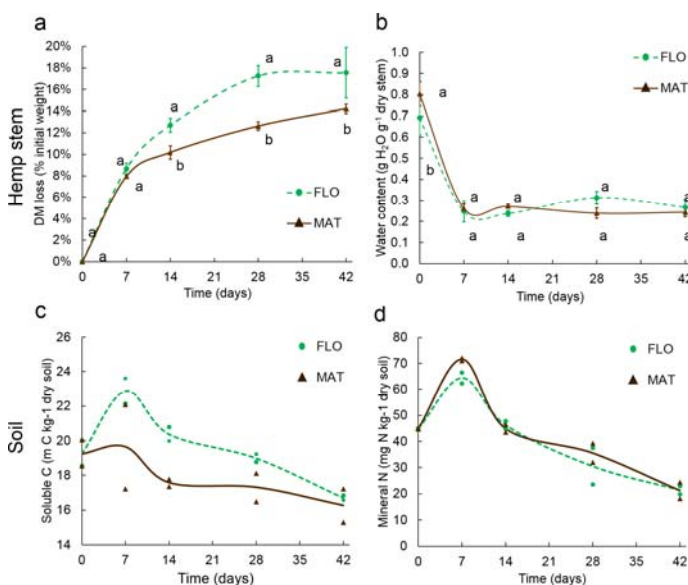 a
Hemp stem
DM loss (% initial weight)
20%
18%
16%
14%
12%
10%
8%
6%
4%
2%
0%
a
a
a
a
a
a
a
b
b
b
FLO
MAT
0 7 14 21 28 35 42
Time (days)
b
Water content (g H₂O g⁻¹ dry stem)
1.0
0.9
0.8
0.7
0.6
0.5
0.4
0.3
0.2
0.1
0.0
FLO
MAT
a
b
a
a
a
a
a
a
a
a
0 7 14 21 28 35 42
Time (days)
c
Soil
Soluble C (m C kg-1 dry soil)
26
24
22
20
18
16
14
FLO
MAT
0 7 14 21 28 35 42
Time (days)
d
Mineral N (mg N kg-1 dry soil)
80
70
60
50
40
30
20
10
0
FLO
MAT
0 7 14 21 28 35 42
Time (days)